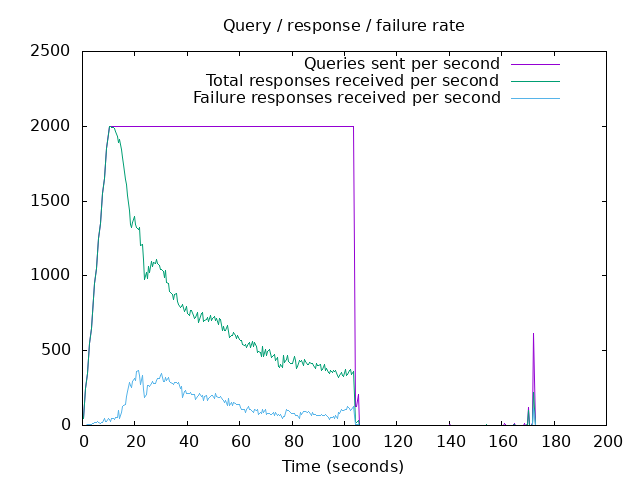 Query / response / failure rate
2500
Queries sent per second
Total responses received per second
Failure responses received per second
2000
1500
1000
500
0
0 20 40 60 80 100 120 140 160 180 200
Time (seconds)